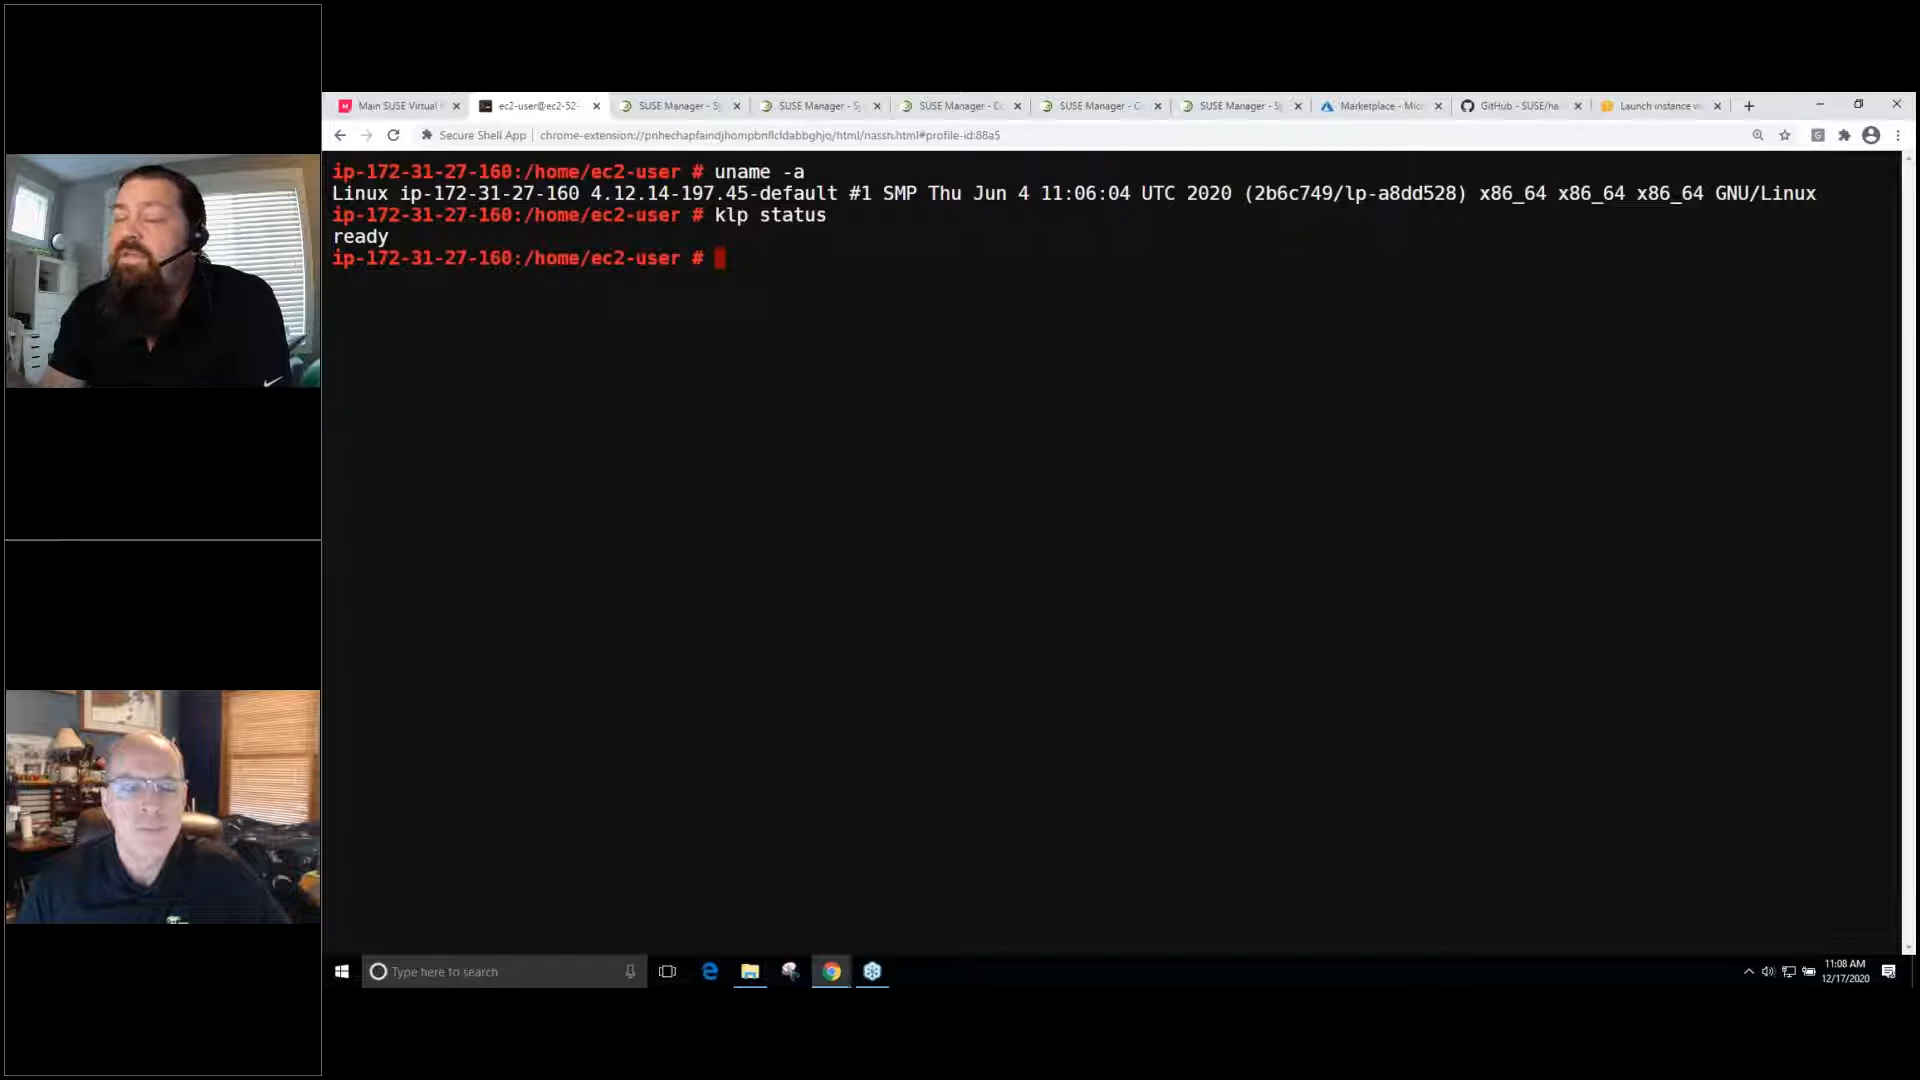 Main SUSE Virtual
ec2-user@ec2-52-
SUSE Manager - S
SUSE Manager - S
SUSE Manager - C
SUSE Manager - C
SUSE Manager - S
Marketplace - Micr
GitHub - SUSE/ha
Launch instance w
Secure Shell App
chrome-extension://pnhechapfaindjhompbnflcldabbghjo/html/nassh.html#profile-id:88a5
ip-172-31-27-160:/home/ec2-user # uname -a
Linux ip-172-31-27-160 4.12.14-197.45-default #1 SMP Thu Jun 4 11:06:04 UTC 2020 (2b6c749/lp-a8dd528) x86_64 x86_64 x86_64 GNU/Linux
ip-172-31-27-160:/home/ec2-user # klp status
ready
ip-172-31-27-160:/home/ec2-user #
Type here to search
11:08 AM
12/17/2020